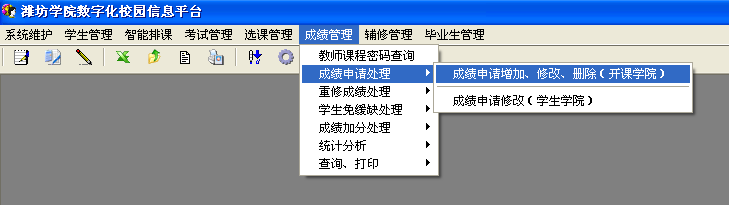 潍坊学院数字化校园信息平台
系统维护 学生管理 智能排课 考试管理 选课管理 成绩管理 辅修管理 毕业生管理
教师课程密码查询
成绩申请处理
成绩申请增加、修改、删除（开课学院）
重修成绩处理
成绩申请修改（学生学院）
学生免缓缺处理
成绩加分处理
统计分析
查询、打印